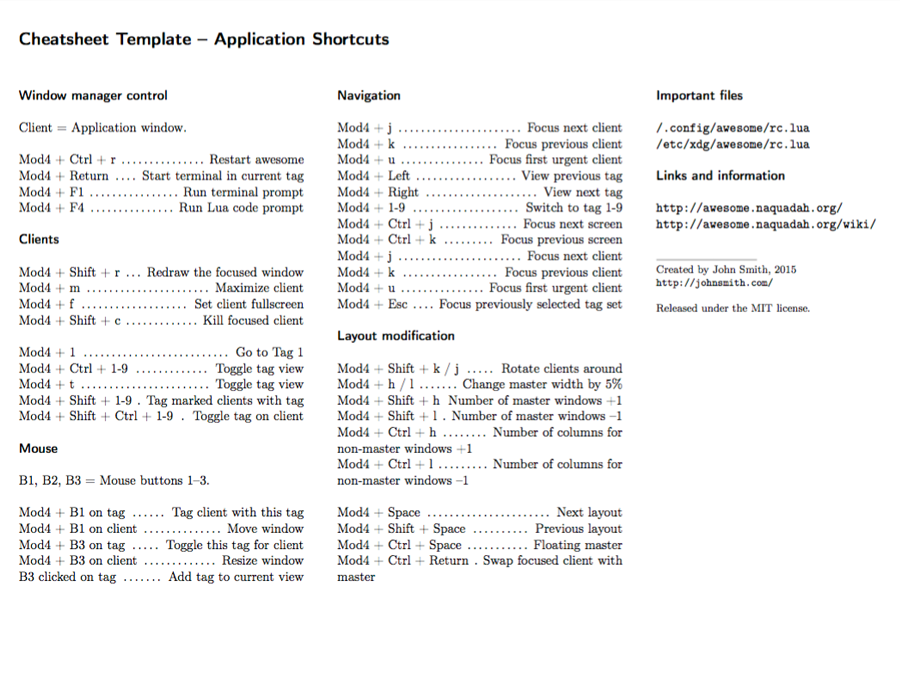 Cheatsheet Template – Application Shortcuts
Window manager control
Client = Application window.
Mod4 + Ctrl + r ............... Restart awesome
Mod4 + Return .... Start terminal in current tag
Mod4 + F1 ................ Run terminal prompt
Mod4 + F4 ............... Run Lua code prompt
Clients
Mod4 + Shift + r ... Redraw the focused window
Mod4 + m ...................... Maximize client
Mod4 + f ................... Set client fullscreen
Mod4 + Shift + c ............. Kill focused client
Mod4 + 1 .......................... Go to Tag 1
Mod4 + Ctrl + 1-9 ............. Toggle tag view
Mod4 + t ....................... Toggle tag view
Mod4 + Shift + 1-9 . Tag marked clients with tag
Mod4 + Shift + Ctrl + 1-9 . Toggle tag on client
Mouse
B1, B2, B3 = Mouse buttons 1–3.
Mod4 + B1 on tag ...... Tag client with this tag
Mod4 + B1 on client .............. Move window
Mod4 + B3 on tag ..... Toggle this tag for client
Mod4 + B3 on client ............. Resize window
B3 clicked on tag ....... Add tag to current view
Navigation
Mod4 + j ...................... Focus next client
Mod4 + k ................. Focus previous client
Mod4 + u ............... Focus first urgent client
Mod4 + Left .................. View previous tag
Mod4 + Right .................... View next tag
Mod4 + 1-9 ................... Switch to tag 1-9
Mod4 + Ctrl + j .............. Focus next screen
Mod4 + Ctrl + k ......... Focus previous screen
Mod4 + j ...................... Focus next client
Mod4 + k ................. Focus previous client
Mod4 + u ............... Focus first urgent client
Mod4 + Esc .... Focus previously selected tag set
Layout modification
Mod4 + Shift + k / j ..... Rotate clients around
Mod4 + h / l ....... Change master width by 5%
Mod4 + Shift + h Number of master windows +1
Mod4 + Shift + l . Number of master windows –1
Mod4 + Ctrl + h ........ Number of columns for
non-master windows +1
Mod4 + Ctrl + l ......... Number of columns for
non-master windows –1
Mod4 + Space ...................... Next layout
Mod4 + Shift + Space .......... Previous layout
Mod4 + Ctrl + Space ........... Floating master
Mod4 + Ctrl + Return . Swap focused client with
master
Important files
/.config/awesome/rc.lua
/etc/xdg/awesome/rc.lua
Links and information
http://awesome.naquadah.org/
http://awesome.naquadah.org/wiki/
Created by John Smith, 2015
http://johnsmith.com/
Released under the MIT license.